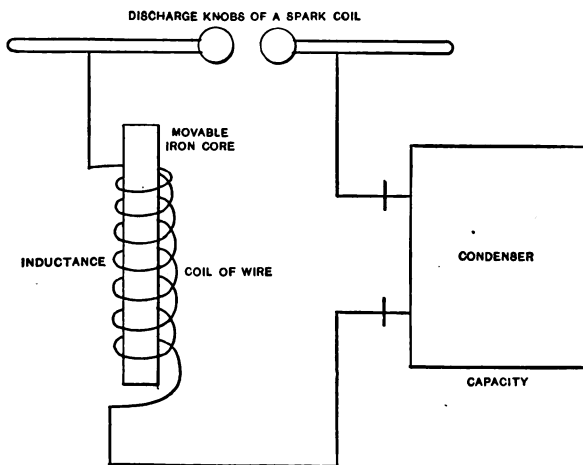 DISCHARGE KNOBS OF A SPARK COIL
MOVABLE
IRON CORE
INDUCTANCE
COIL OF WIRE
CONDENSER
CAPACITY